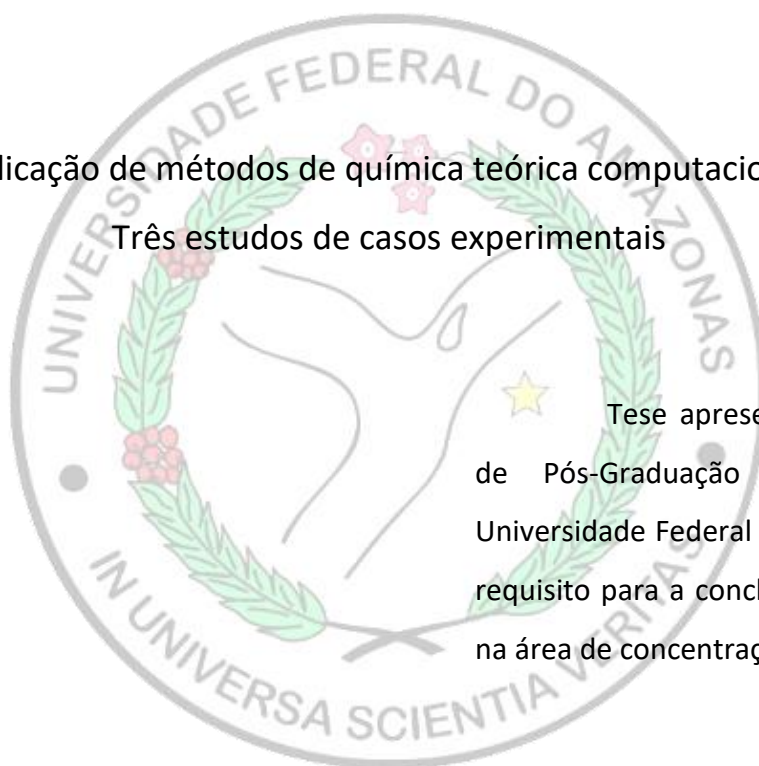 UNIVERSIDADE FEDERAL DO AMAZONAS
licação de métodos de química teórica computacio
Três estudos de casos experimentais
Tese aprese
de Pós-Graduação
Universidade Federal
requisito para a concl
na área de concentraç
IN UNIVERSA SCIENTIA VERITAS